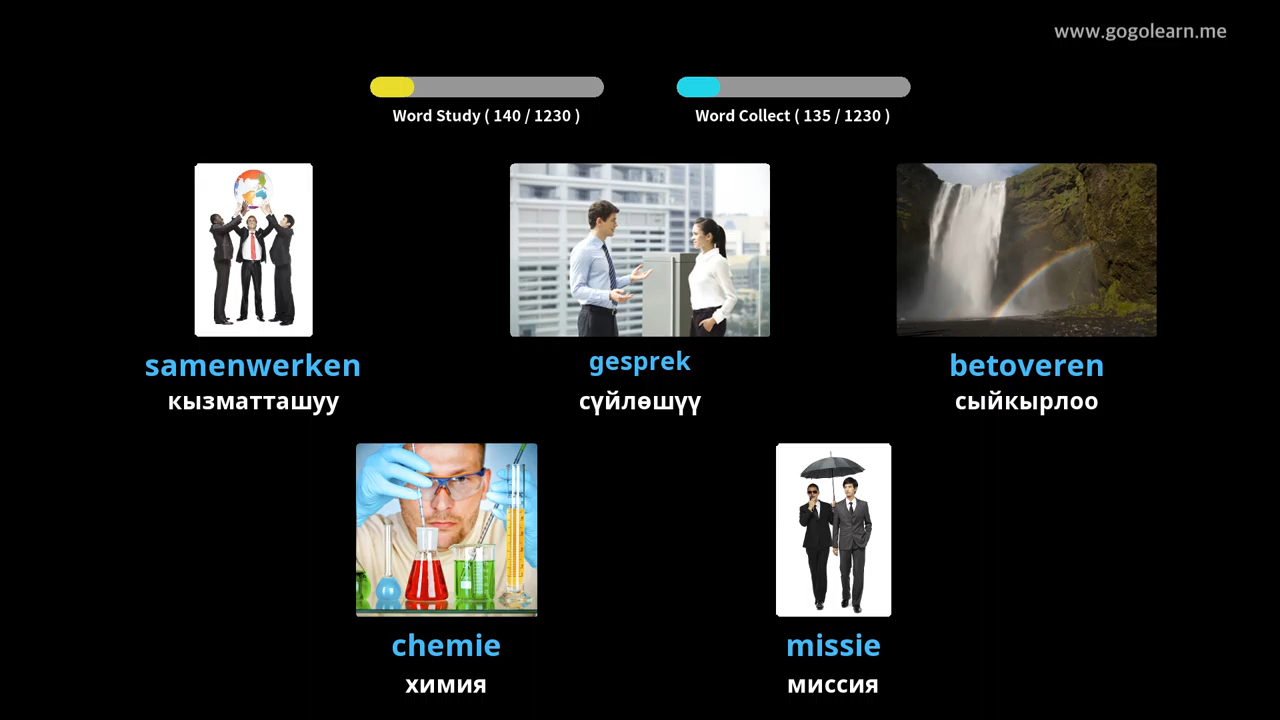 www.gogolearn.me
Word Study ( 140 / 1230 )
Word Collect ( 135 / 1230 )
samenwerken
кызматташуу
gesprek
сүйлөшүү
betoveren
сыйкырлоо
chemie
химия
missie
миссия